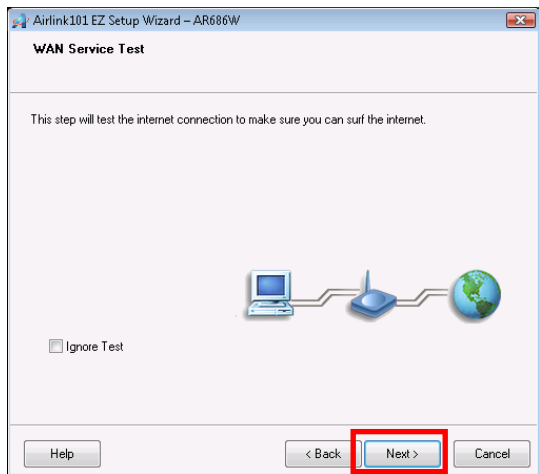 Airlink101 EZ Setup Wizard – AR686W
WAN Service Test
This step will test the internet connection to make sure you can surf the internet.
Ignore Test
Help < Back Next > Cancel